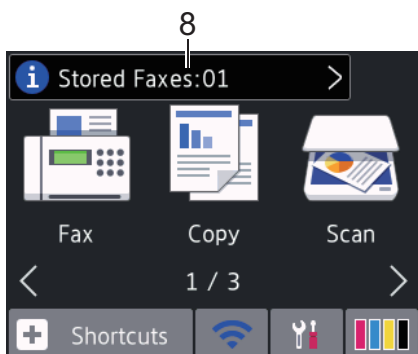 8
i Stored Faxes:01 >
Fax Copy Scan
< 1 / 3 >
+ Shortcuts